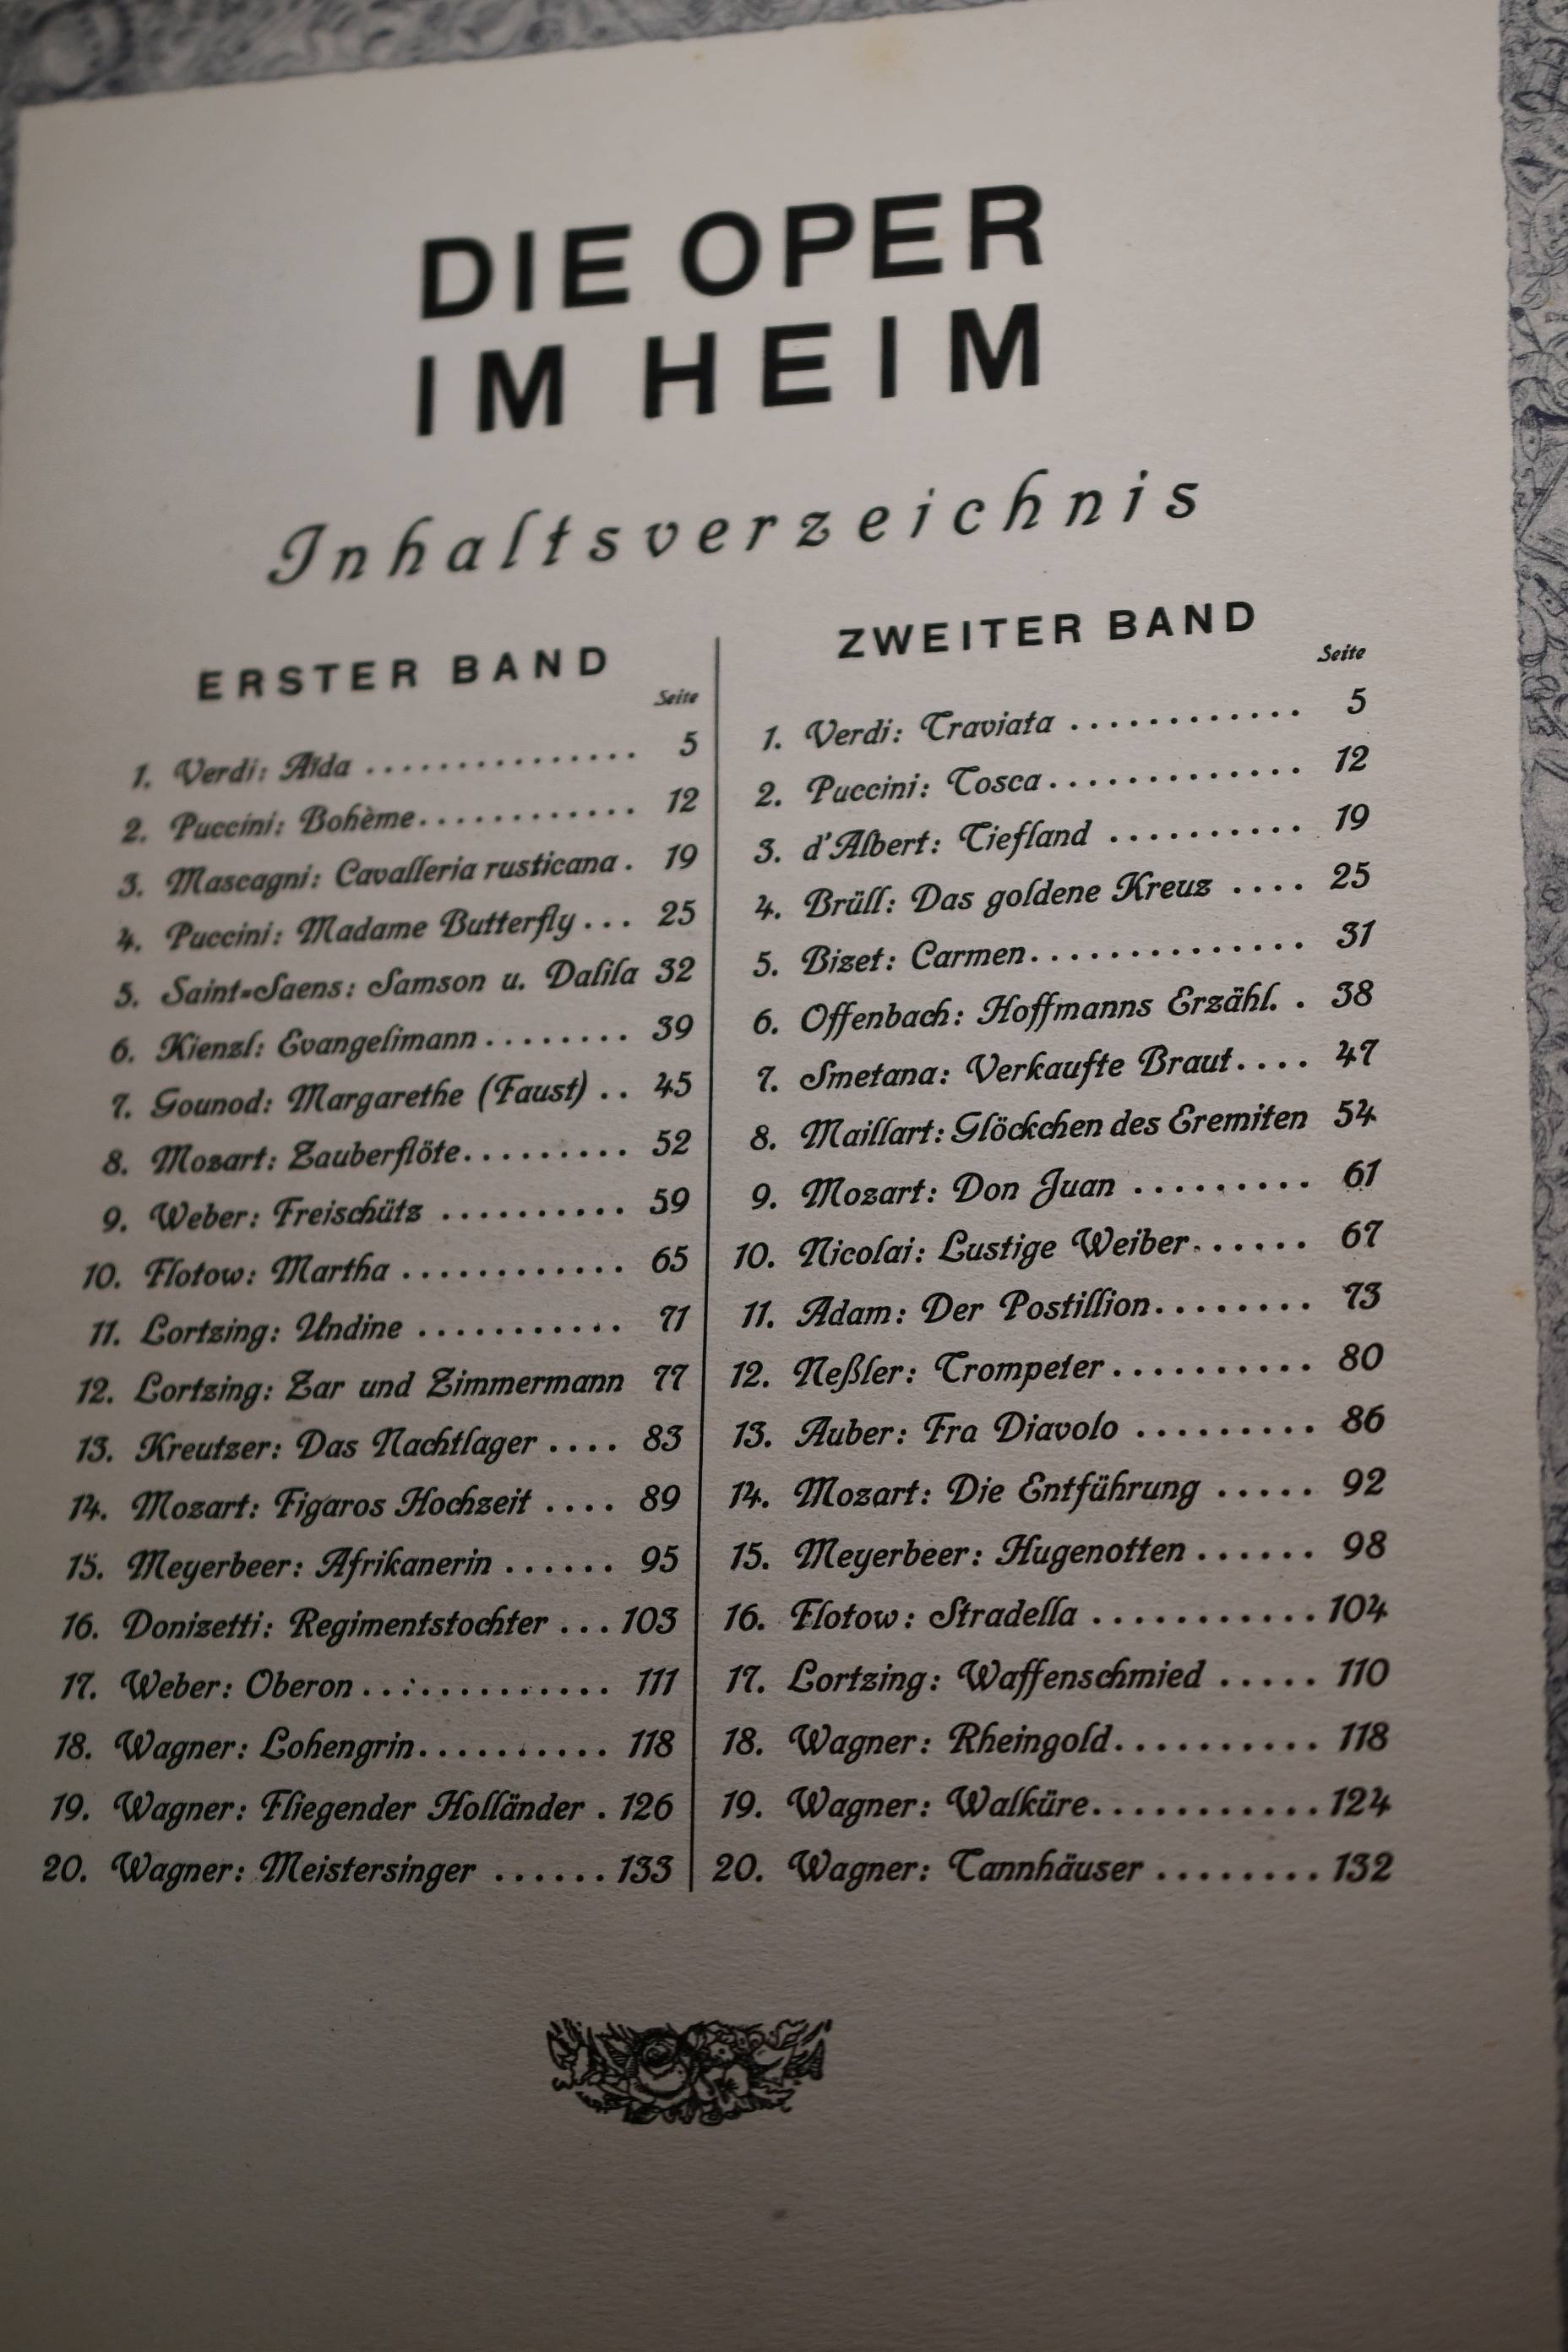 DIE OPER
IM HEIM
Inhaltsverzeichnis
ERSTER BAND
Seite
1. Verdi: Aïda ............... 5
2. Puccini: Bohème............ 12
3. Mascagni: Cavalleria rusticana . 19
4. Puccini: Madame Butterfly... 25
5. Saint-Saens: Samson u. Dalila 32
6. Kienzl: Evangelimann ........ 39
7. Gounod: Margarethe (Faust) .. 45
8. Mozart: Zauberflöte......... 52
9. Weber: Freischütz .......... 59
10. Flotow: Martha ............ 65
11. Lortzing: Undine ........... 71
12. Lortzing: Zar und Zimmermann 77
13. Kreutzer: Das Nachtlager .... 83
14. Mozart: Figaros Hochzeit .... 89
15. Meyerbeer: Afrikanerin ...... 95
16. Donizetti: Regimentstochter ... 103
17. Weber: Oberon ............. 111
18. Wagner: Lohengrin.......... 118
19. Wagner: Fliegender Holländer . 126
20. Wagner: Meistersinger ...... 133
ZWEITER BAND
Seite
1. Verdi: Traviata ............ 5
2. Puccini: Tosca............. 12
3. d'Albert: Tiefland .......... 19
4. Brüll: Das goldene Kreuz .... 25
5. Bizet: Carmen.............. 31
6. Offenbach: Hoffmanns Erzähl. . 38
7. Smetana: Verkaufte Braut.... 47
8. Maillart: Glöckchen des Eremiten 54
9. Mozart: Don Juan ......... 61
10. Nicolai: Lustige Weiber...... 67
11. Adam: Der Postillion........ 73
12. Neßler: Trompeter.......... 80
13. Auber: Fra Diavolo ......... 86
14. Mozart: Die Entführung ..... 92
15. Meyerbeer: Hugenotten ...... 98
16. Flotow: Stradella ........... 104
17. Lortzing: Waffenschmied ..... 110
18. Wagner: Rheingold.......... 118
19. Wagner: Walküre............ 124
20. Wagner: Tannhäuser ........ 132